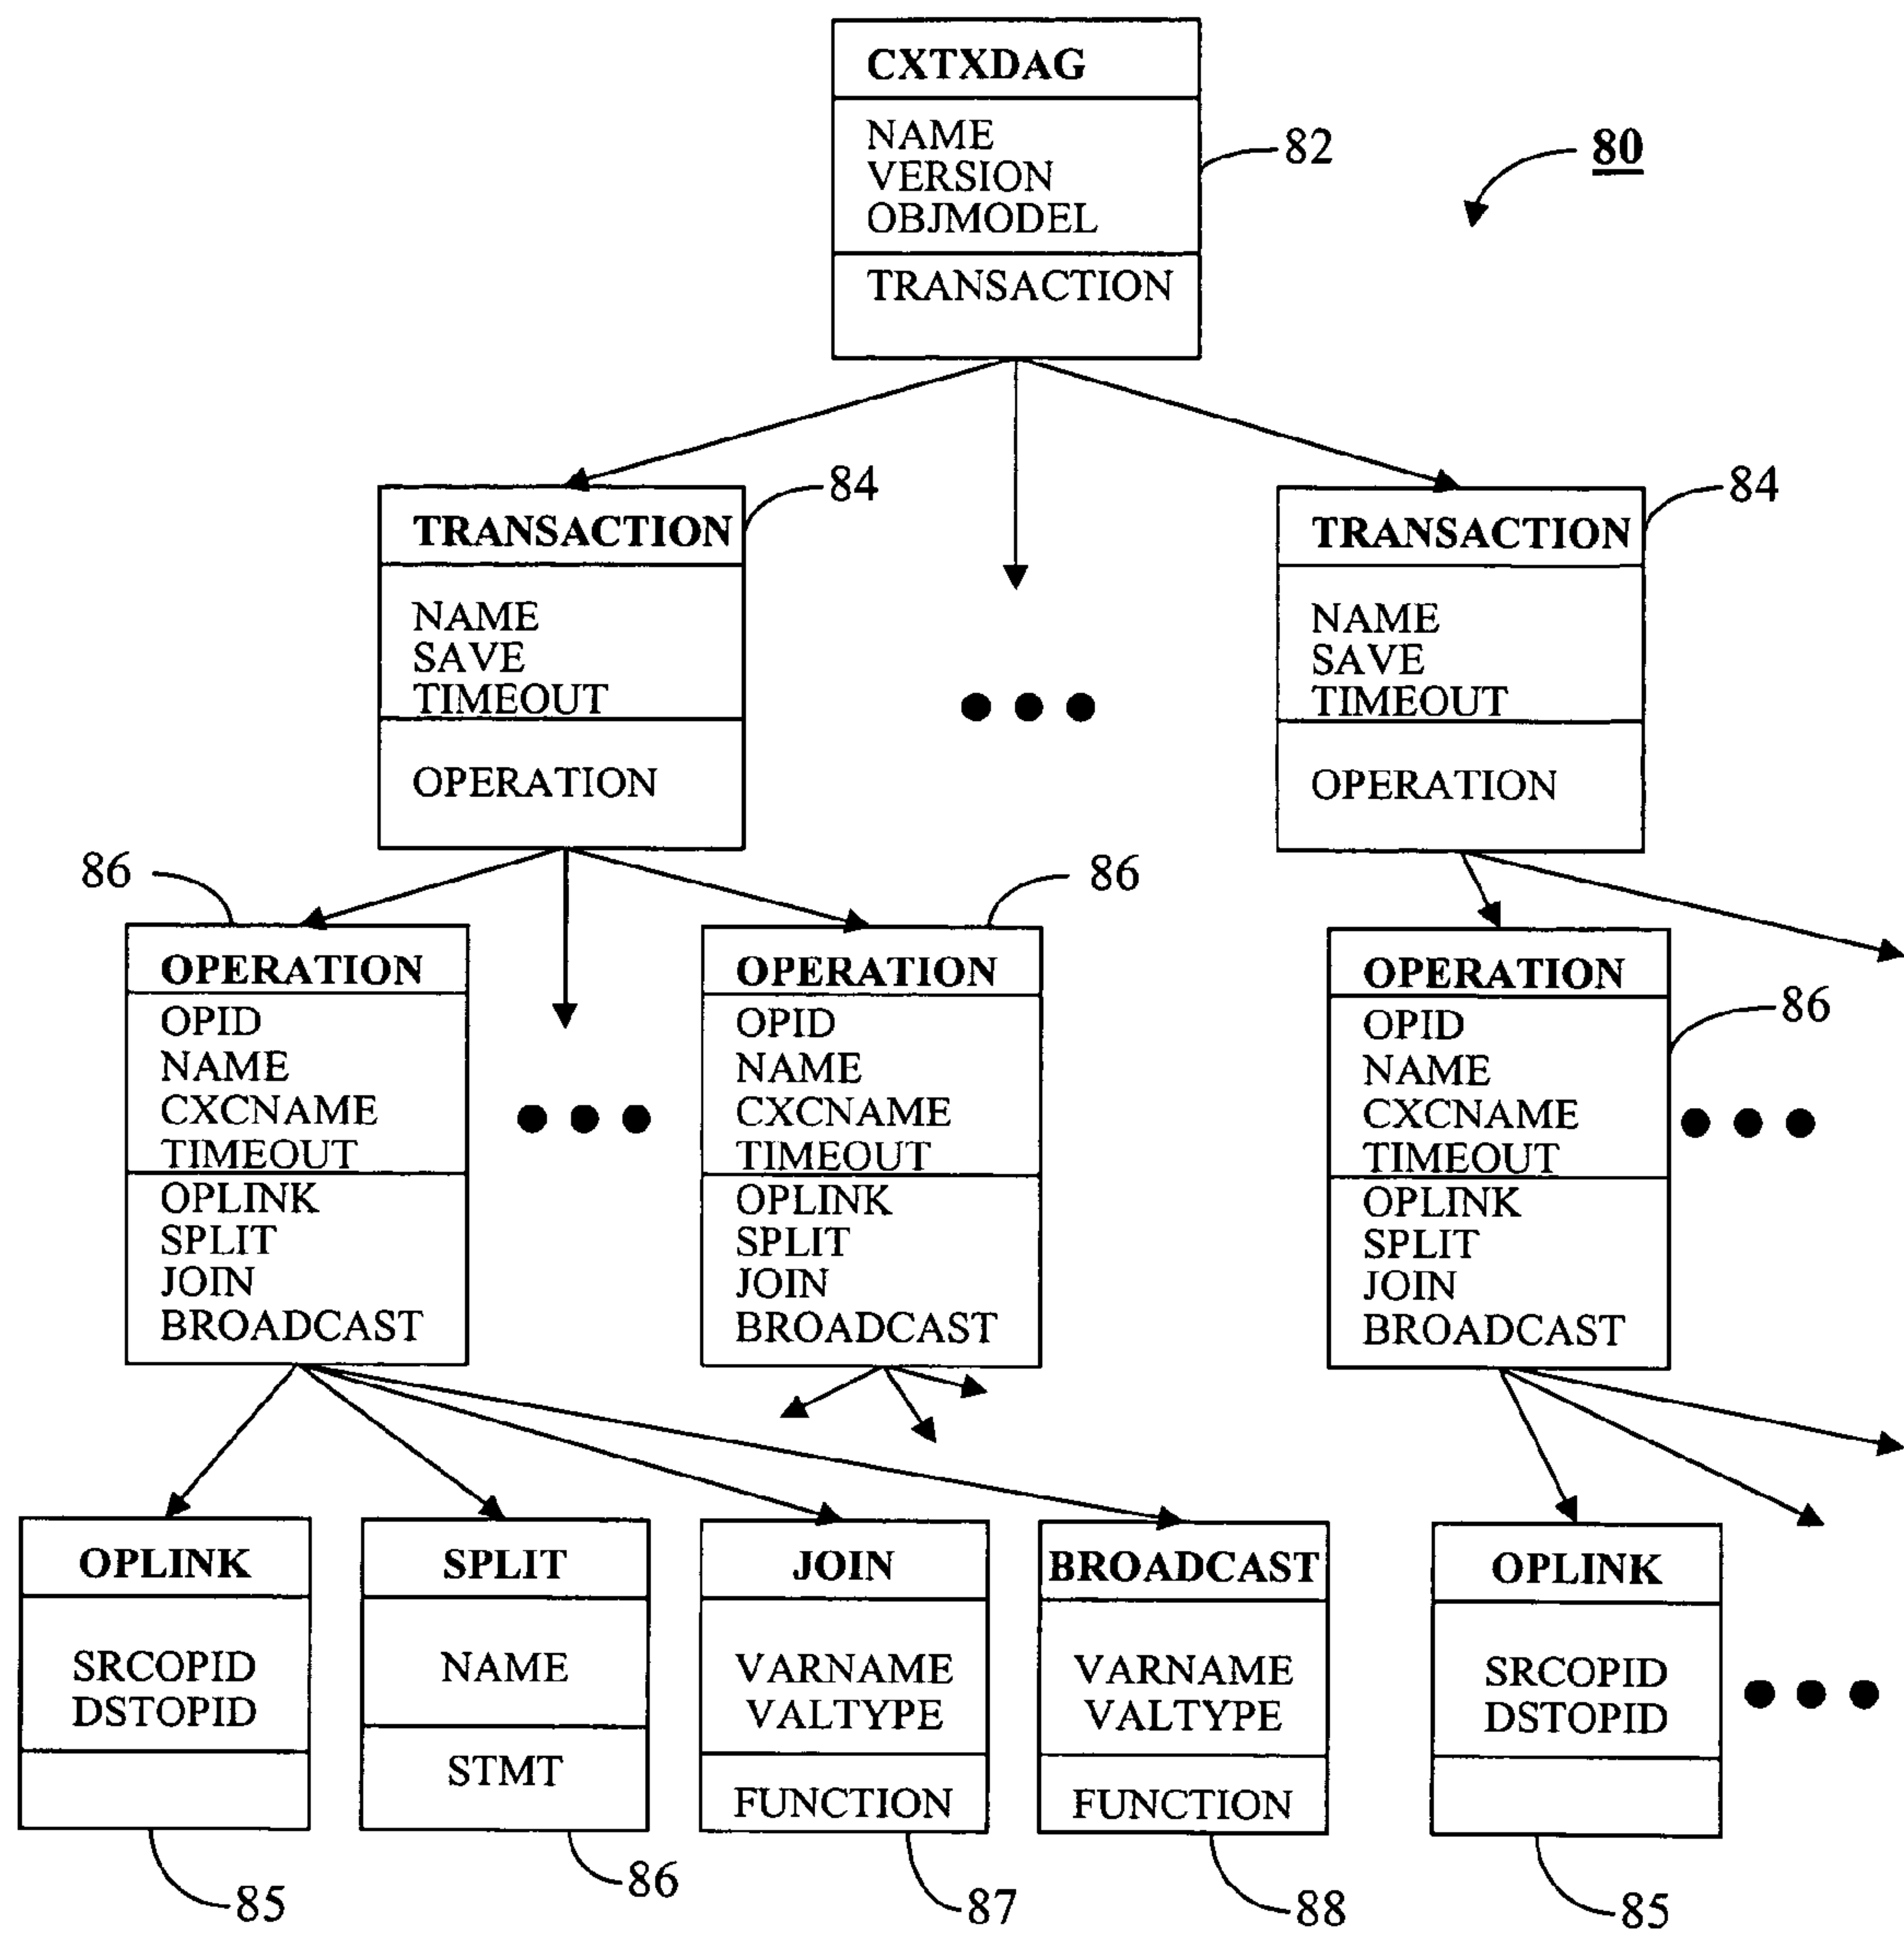 CXTXDAG
NAME
VERSION
OBJMODEL
TRANSACTION
82
80
TRANSACTION
NAME
SAVE
TIMEOUT
OPERATION
84
TRANSACTION
NAME
SAVE
TIMEOUT
OPERATION
84
86
OPERATION
OPID
NAME
CXCNAME
TIMEOUT
OPLINK
SPLIT
JOIN
BROADCAST
86
OPERATION
OPID
NAME
CXCNAME
TIMEOUT
OPLINK
SPLIT
JOIN
BROADCAST
OPERATION
OPID
NAME
CXCNAME
TIMEOUT
OPLINK
SPLIT
JOIN
BROADCAST
86
OPLINK
SRCOPID
DSTOPID
85
SPLIT
NAME
STMT
86
JOIN
VARNAME
VALTYPE
FUNCTION
87
BROADCAST
VARNAME
VALTYPE
FUNCTION
88
OPLINK
SRCOPID
DSTOPID
85